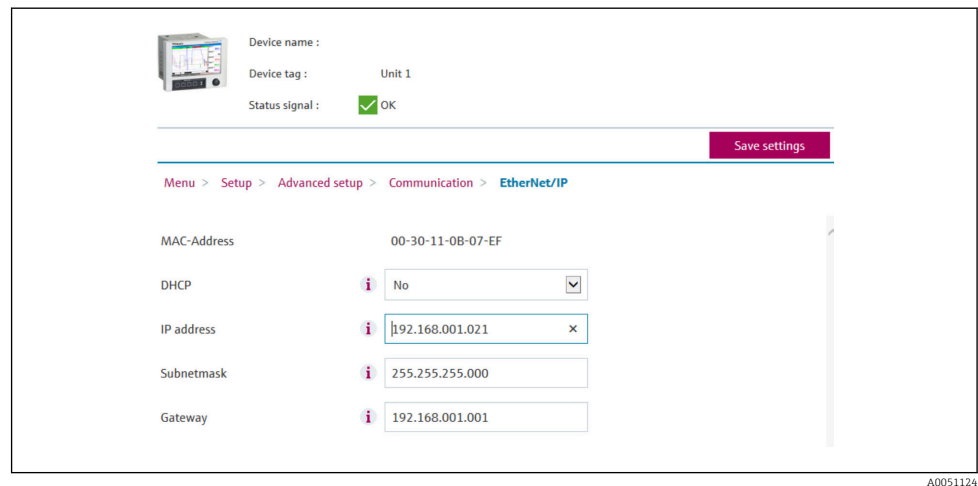 Device name :
Device tag : Unit 1
Status signal : OK
Save settings
Menu > Setup > Advanced setup > Communication > EtherNet/IP
MAC-Address 00-30-11-0B-07-EF
DHCP i No
IP address i 192.168.001.021 ×
Subnetmask i 255.255.255.000
Gateway i 192.168.001.001
A0051124